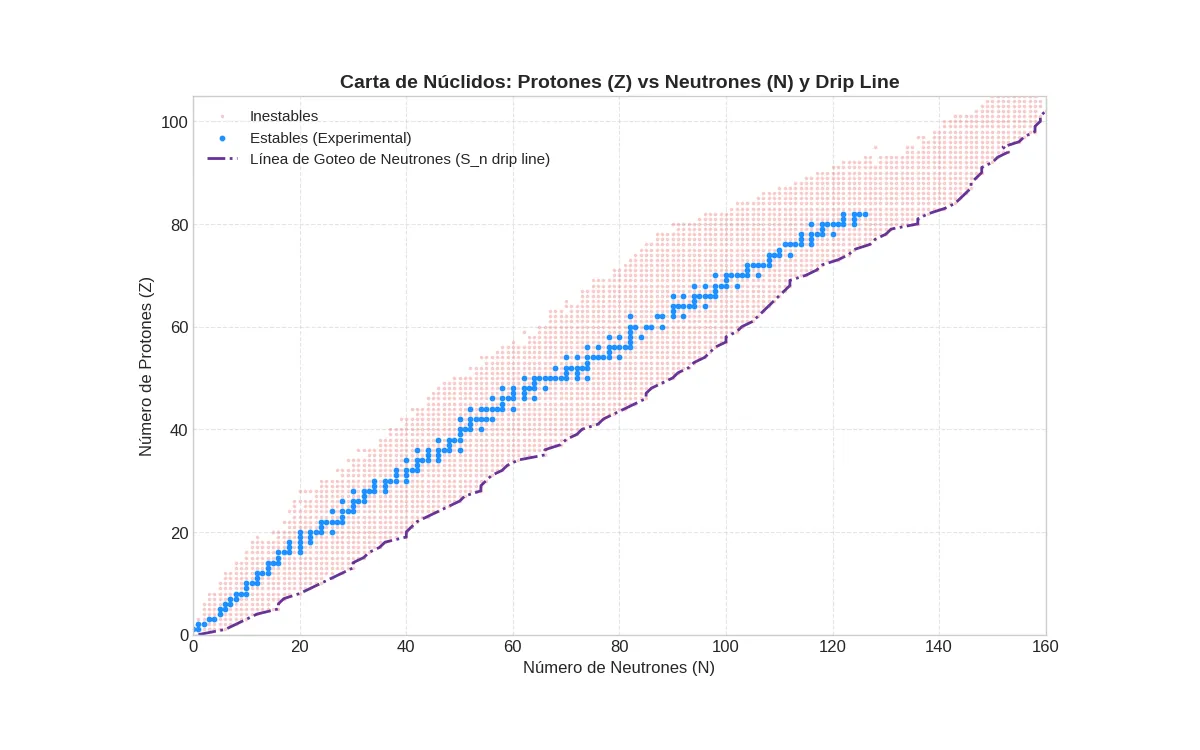 Carta de Núclidos: Protones (Z) vs Neutrones (N) y Drip Line
Inestables
Estables (Experimental)
Línea de Goteo de Neutrones (S_n drip line)
Número de Protones (Z)
100
80
60
40
20
0
0 20 40 60 80 100 120 140 160
Número de Neutrones (N)